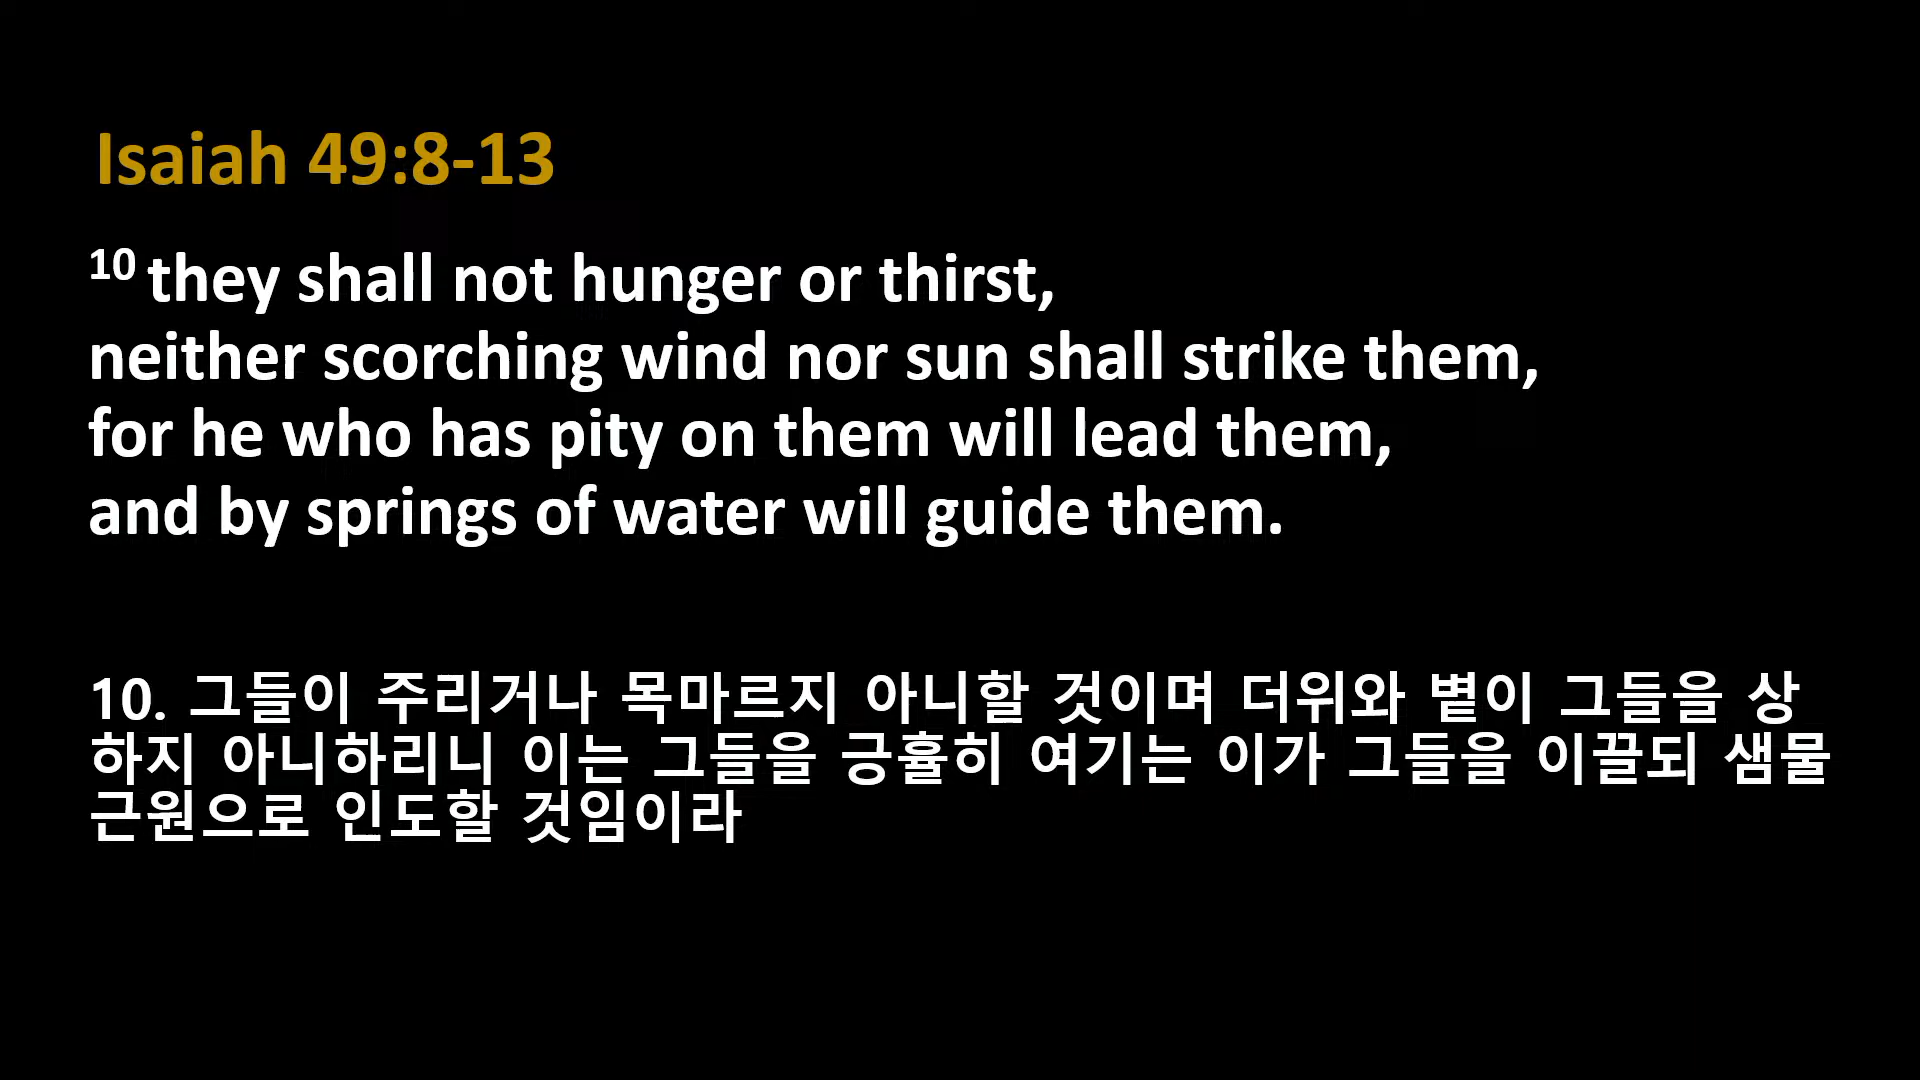 Isaiah 49:8-13
10 they shall not hunger or thirst,
neither scorching wind nor sun shall strike them,
for he who has pity on them will lead them,
and by springs of water will guide them.
10. 그들이 주리거나 목마르지 아니할 것이며 더위와 볕이 그들을 상
하지 아니하리니 이는 그들을 긍휼히 여기는 이가 그들을 이끌되 샘물
근원으로 인도할 것임이라